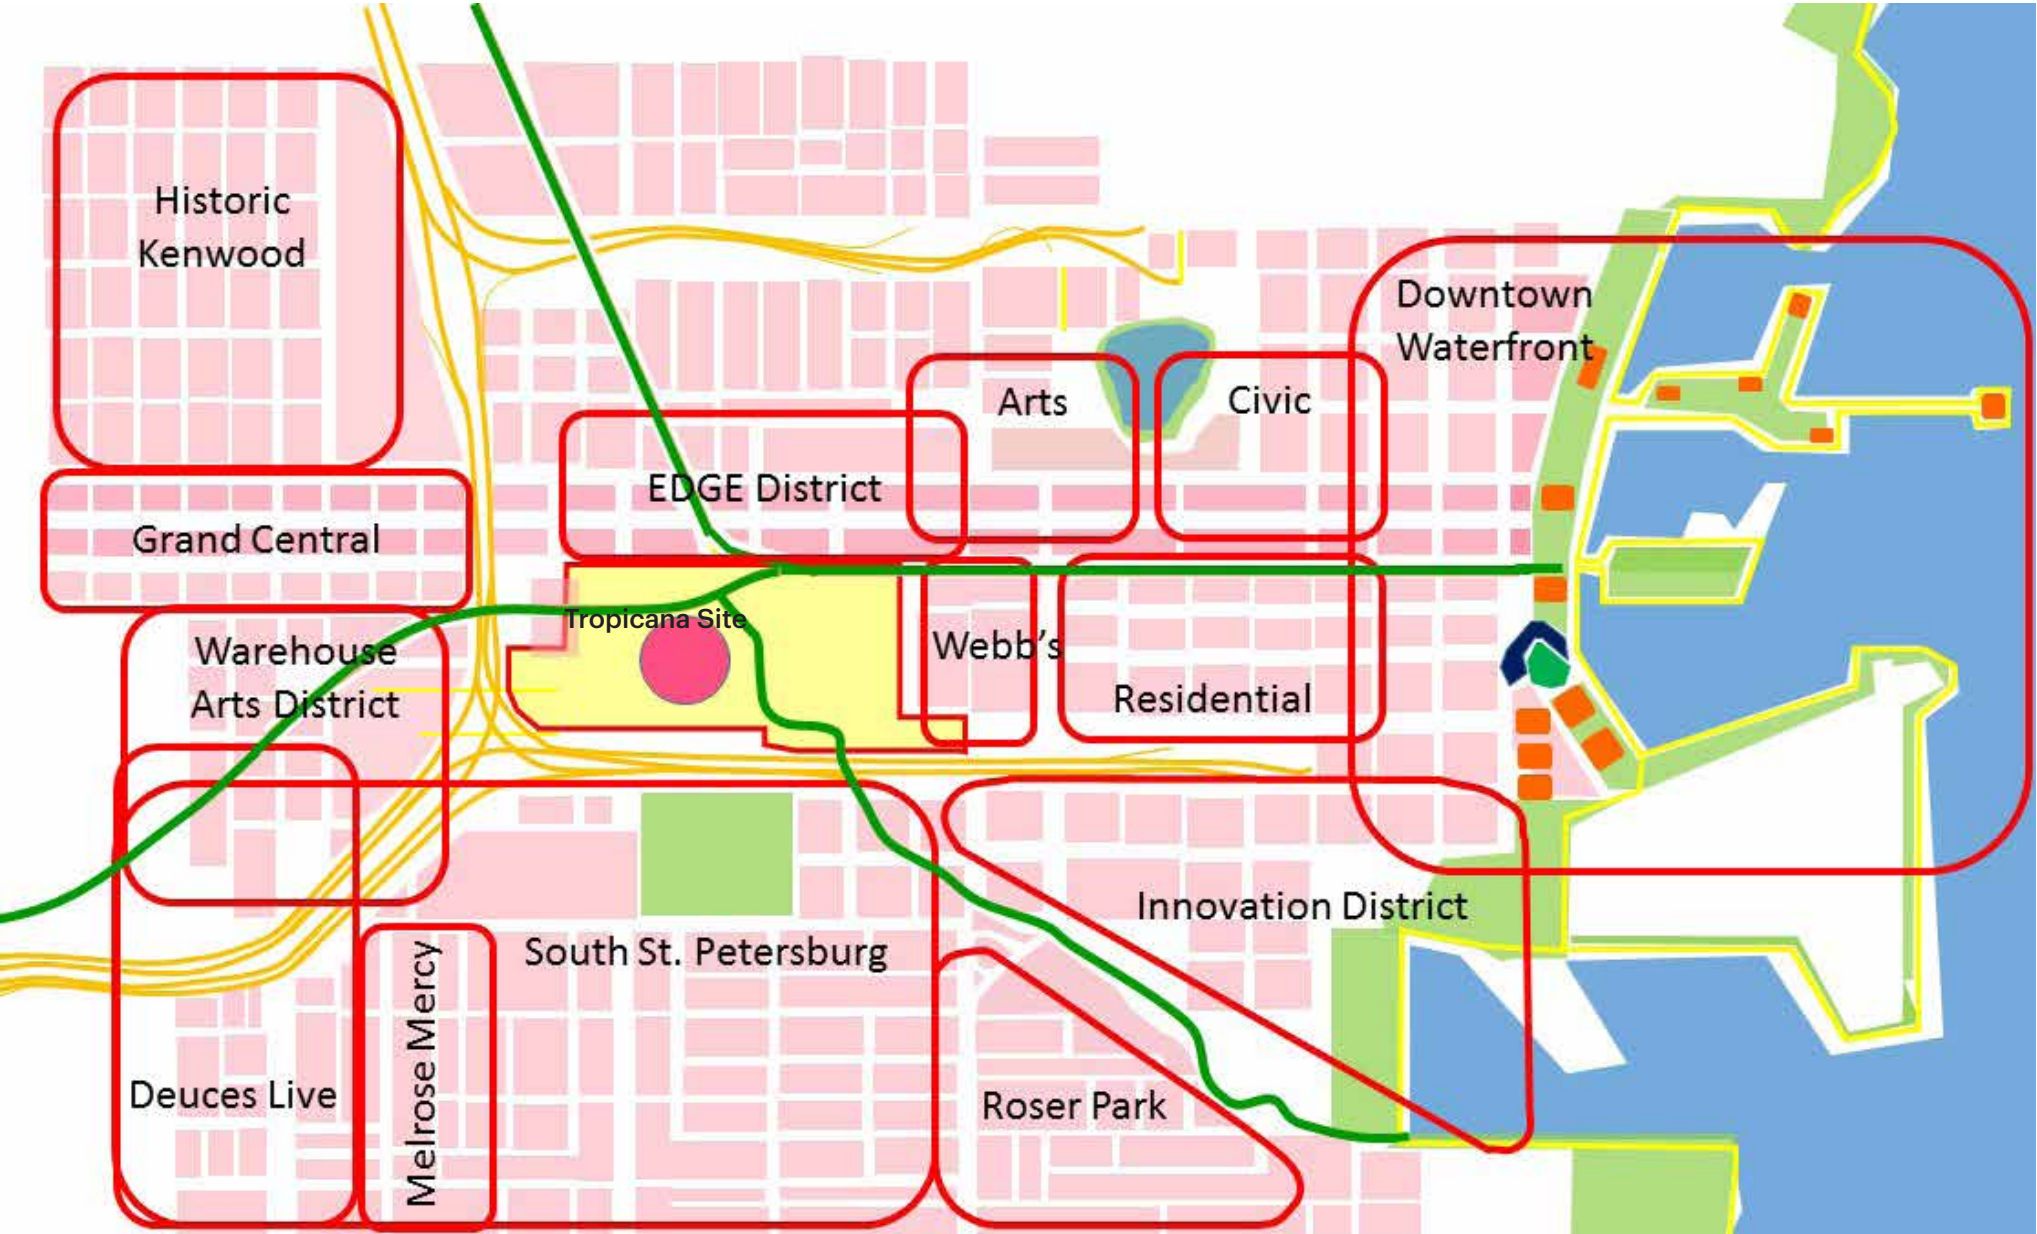 Historic
Kenwood
Downtown
Waterfront
Arts
Civic
EDGE District
Grand Central
Tropicana Site
Warehouse
Arts District
Webb’s
Residential
Innovation District
South St. Petersburg
Melrose Mercy
Deuces Live
Roser Park